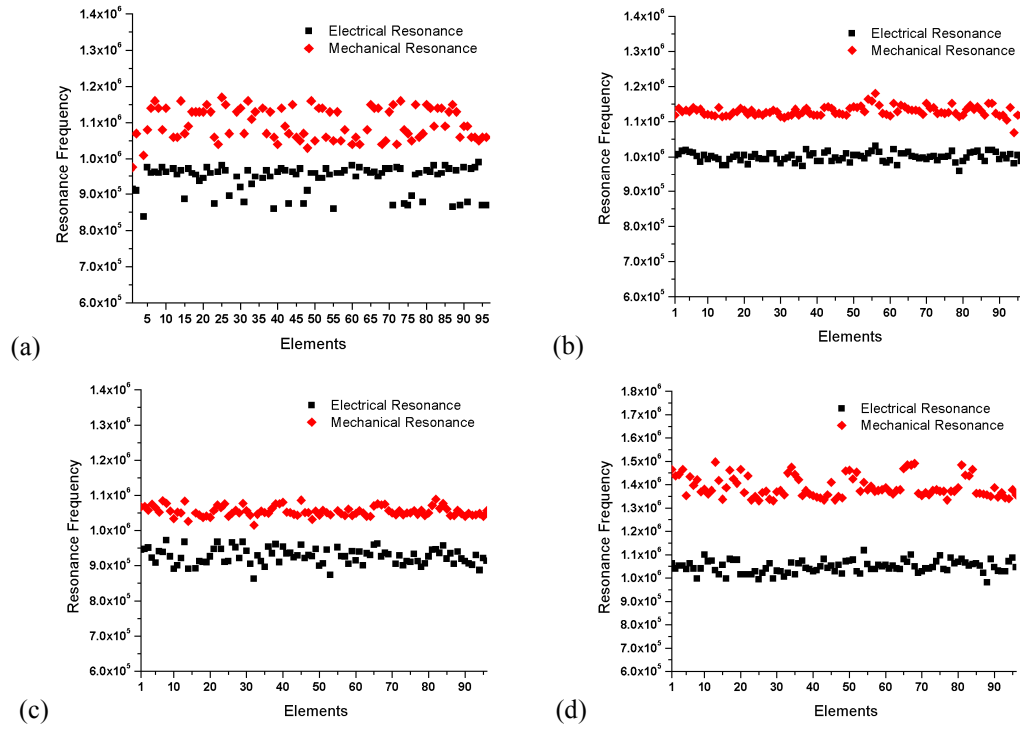 1.4x10⁶
1.3x10⁶
1.2x10⁶
1.1x10⁶
1.0x10⁶
9.0x10⁵
8.0x10⁵
7.0x10⁵
6.0x10⁵
Resonance Frequency
Electrical Resonance
Mechanical Resonance
5 10 15 20 25 30 35 40 45 50 55 60 65 70 75 80 85 90 95
Elements
(a)
1.4x10⁶
1.3x10⁶
1.2x10⁶
1.1x10⁶
1.0x10⁶
9.0x10⁵
8.0x10⁵
7.0x10⁵
6.0x10⁵
Resonance Frequency
Electrical Resonance
Mechanical Resonance
1 10 20 30 40 50 60 70 80 90
Elements
(b)
1.4x10⁶
1.3x10⁶
1.2x10⁶
1.1x10⁶
1.0x10⁶
9.0x10⁵
8.0x10⁵
7.0x10⁵
6.0x10⁵
Resonance Frequency
Electrical Resonance
Mechanical Resonance
1 10 20 30 40 50 60 70 80 90
Elements
(c)
1.8x10⁶
1.7x10⁶
1.6x10⁶
1.5x10⁶
1.4x10⁶
1.3x10⁶
1.2x10⁶
1.1x10⁶
1.0x10⁶
9.0x10⁵
8.0x10⁵
7.0x10⁵
6.0x10⁵
Resonance Frequency
Electrical Resonance
Mechanical Resonance
1 10 20 30 40 50 60 70 80 90
Elements
(d)